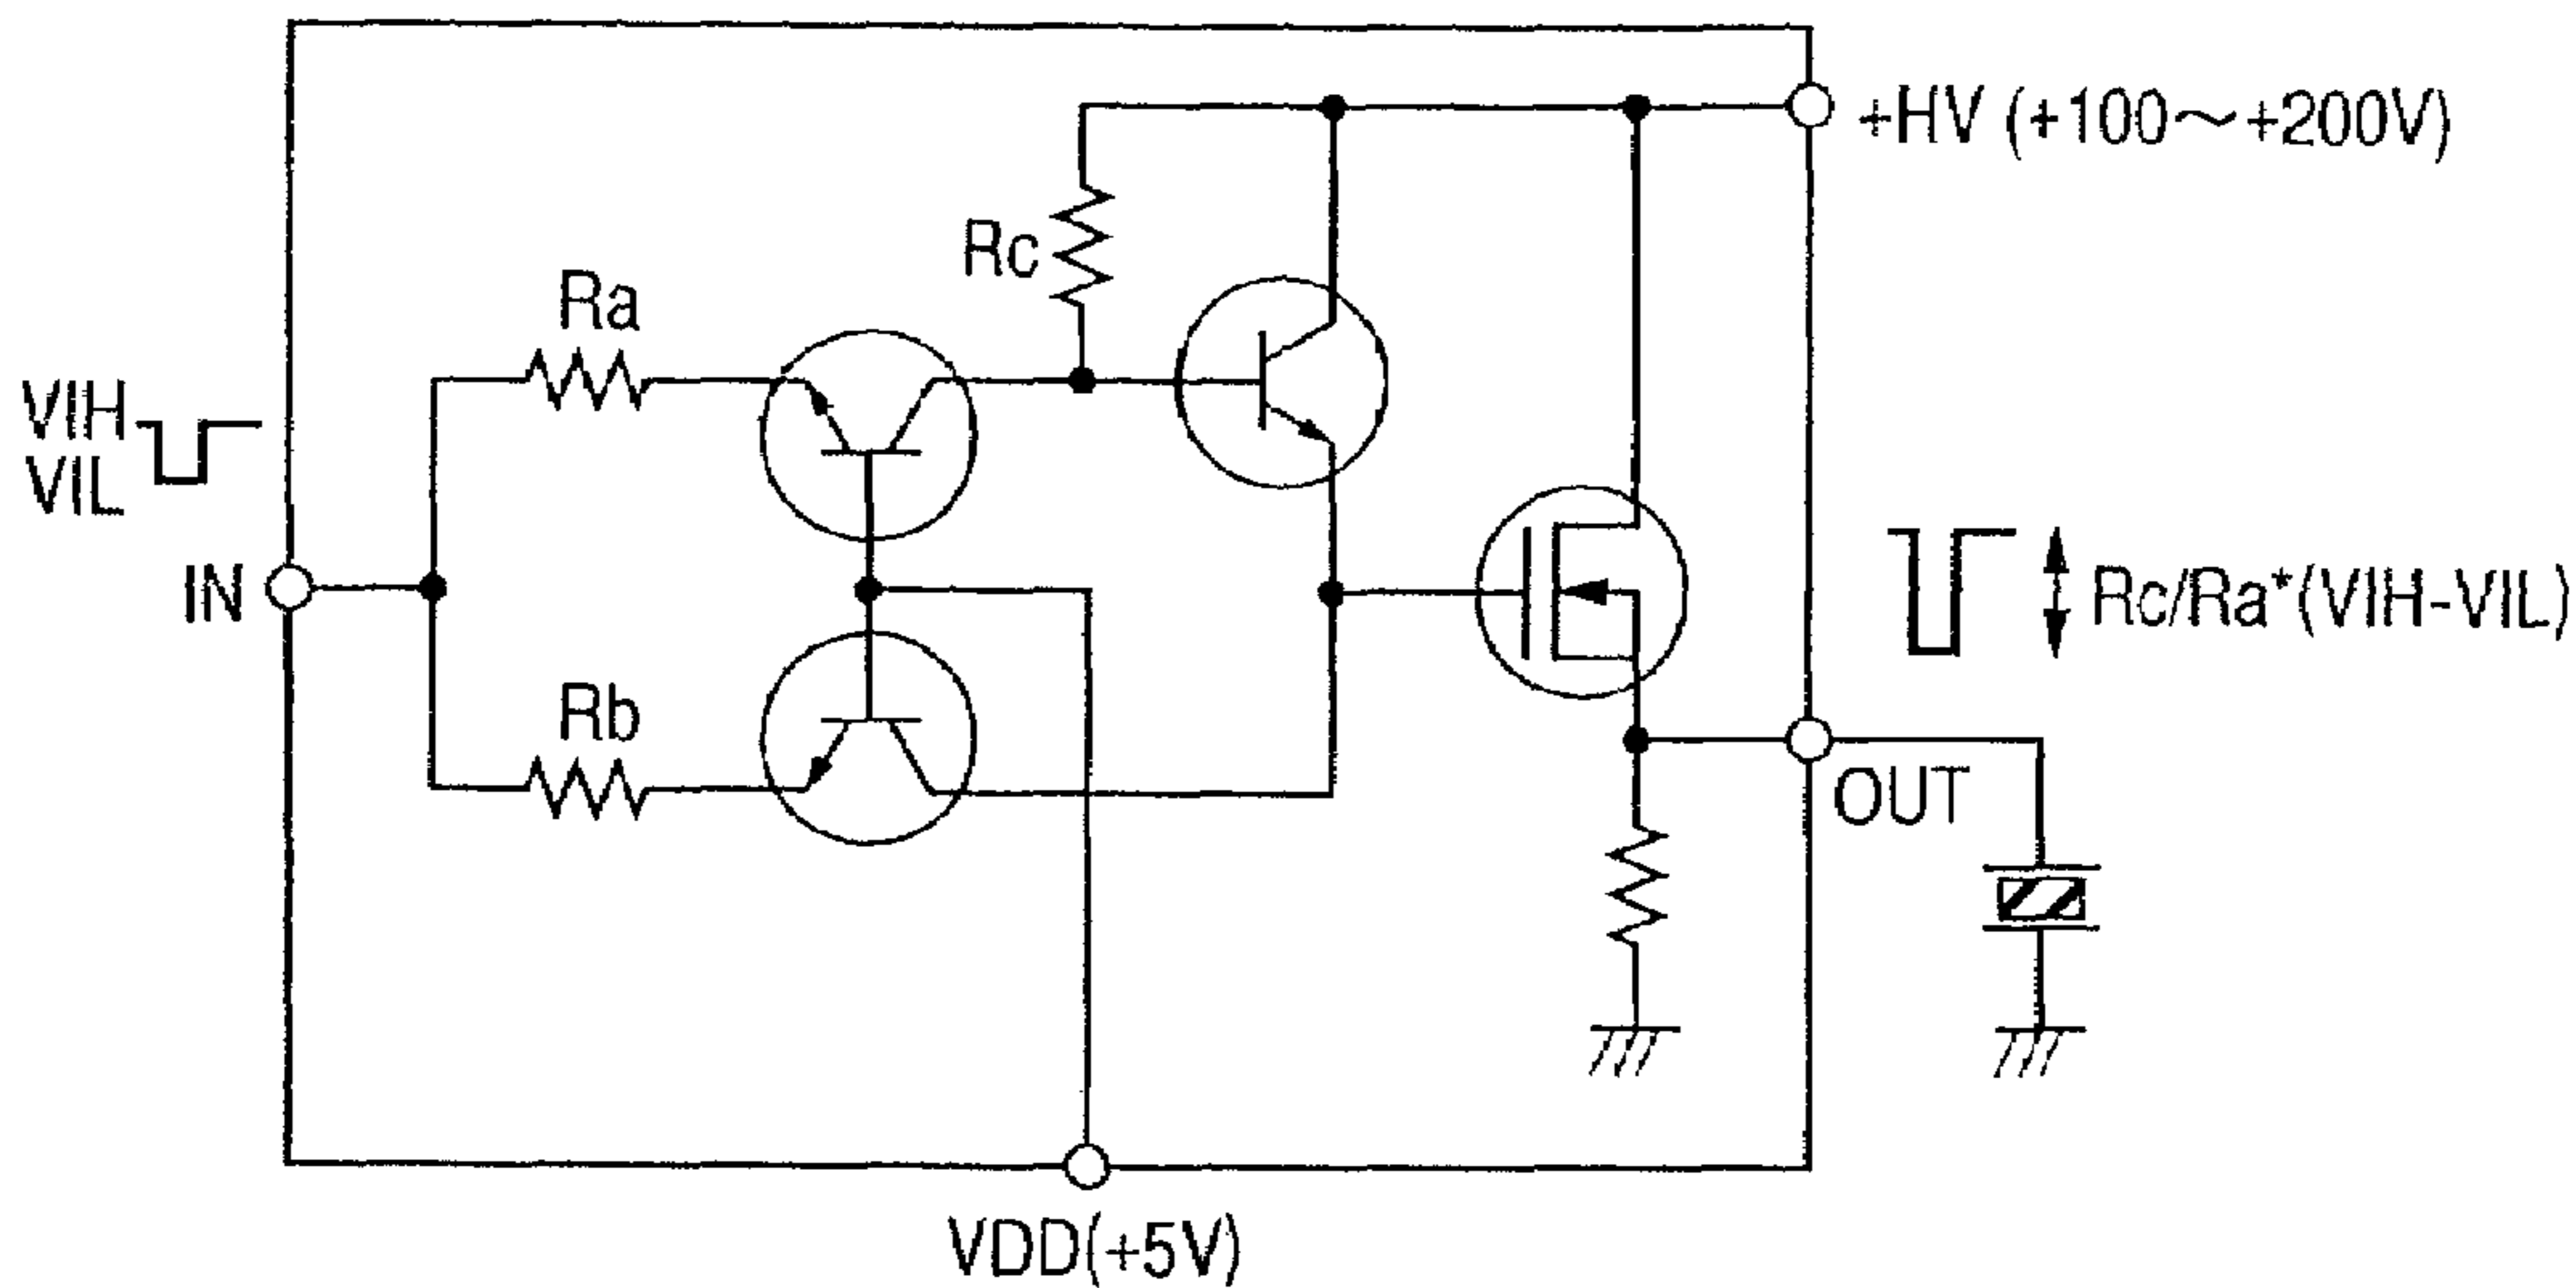 +HV (+100～+200V)
Rc
Ra
VIH
VIL
IN
Rc/Ra*(VIH-VIL)
Rb
OUT
VDD(+5V)